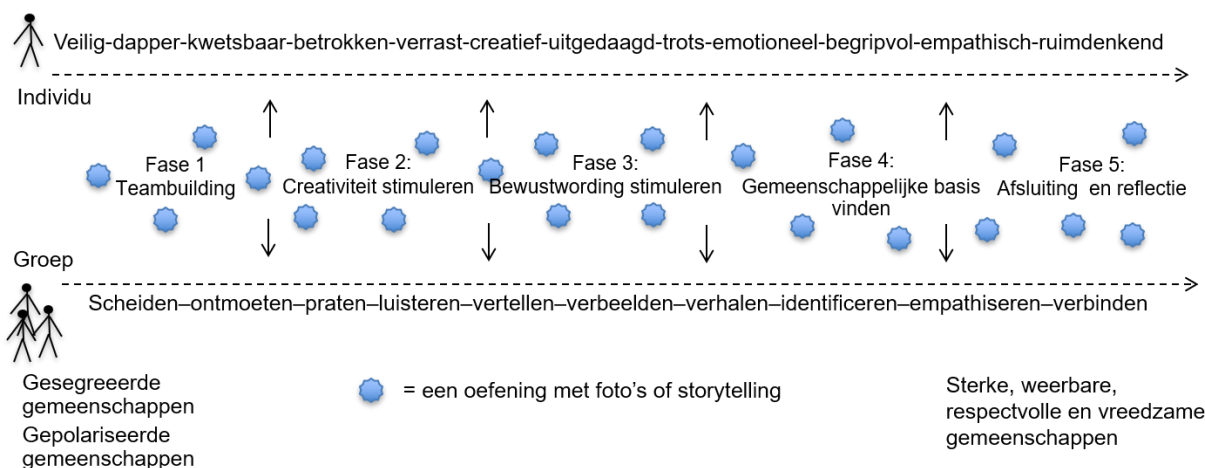 Veilig-dapper-kwetsbaar-betrokken-verrast-creatief-uitgedaagd-trots-emotioneel-begripvol-empathisch-ruimdenkend
Individu
Fase 1
Teambuilding
Fase 2:
Creativiteit stimuleren
Fase 3:
Bewustwording stimuleren
Fase 4:
Gemeenschappelijke basis
vinden
Fase 5:
Afsluiting en reflectie
Groep
Scheiden–ontmoeten–praten–luisteren–vertellen–verbeelden–verhalen–identificeren–empathiseren–verbinden
Gesegreeerde
gemeenschappen
Gepolariseerde
gemeenschappen
= een oefening met foto's of storytelling
Sterke, weerbare,
respectvolle en vreedzame
gemeenschappen